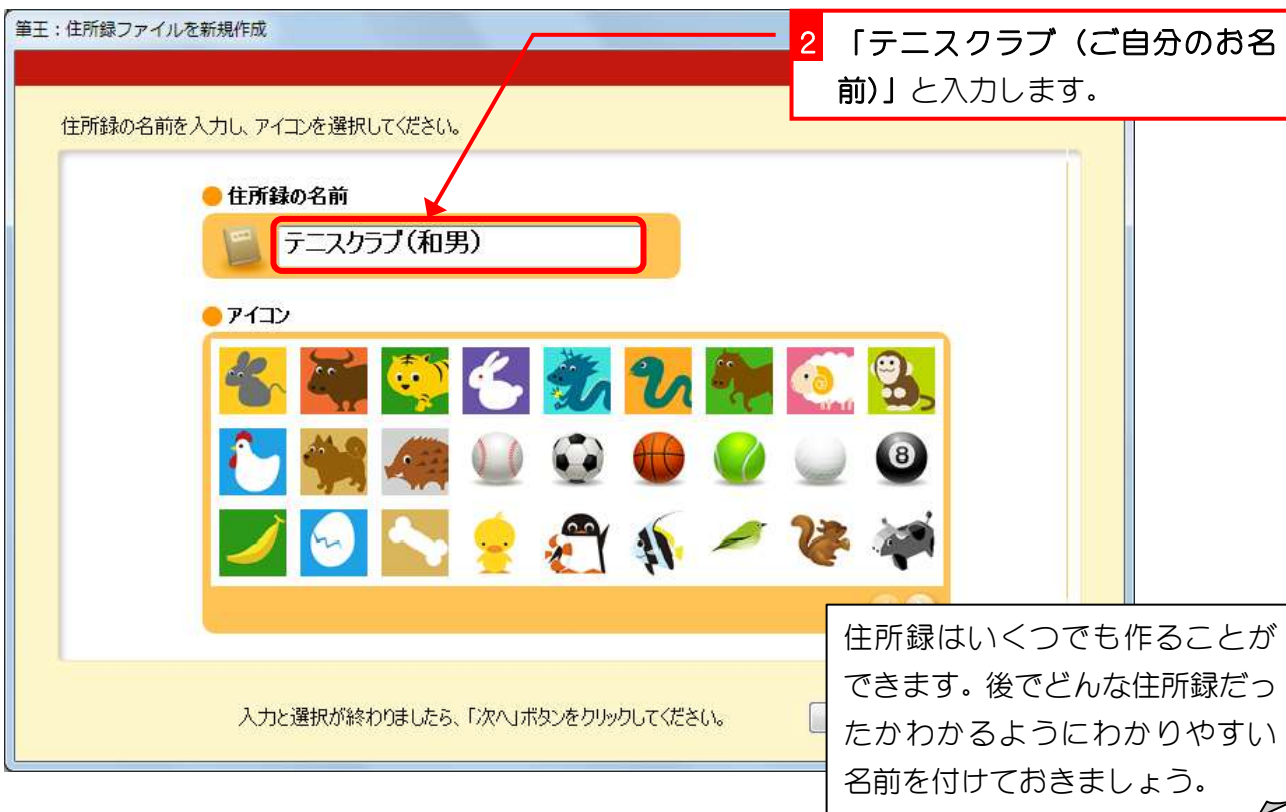 筆王：住所録ファイルを新規作成
2 「テニスクラブ（ご自分のお名
前)」と入力します。
住所録の名前を入力し、アイコンを選択してください。
住所録の名前
テニスクラブ（和男）
アイコン
8
住所録はいくつでも作ることが
できます。後でどんな住所録だっ
たかわかるようにわかりやすい
名前を付けておきましょう。
入力と選択が終わりましたら、「次へ」ボタンをクリックしてください。